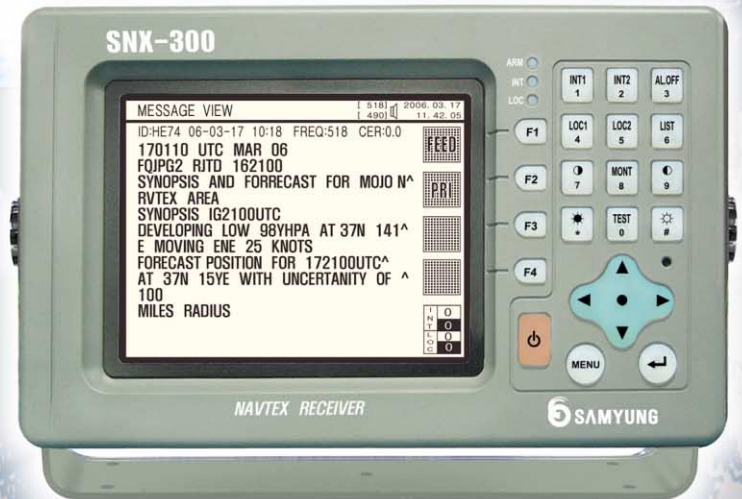 SNX-300
MESSAGE VIEW [ 518] 2006. 03. 17
[ 490] 11. 42. 05
ID:HE74 06-03-17 10:18 FREQ:518 CER:0.0
170110 UTC MAR 06
FQJPG2 RJTD 162100
SYNOPSIS AND FORRECAST FOR MOJO N^
RVTEX AREA
SYNOPSIS IG2100UTC
DEVELOPING LOW 98YHPA AT 37N 141^
E MOVING ENE 25 KNOTS
FORECAST POSITION FOR 172100UTC^
AT 37N 15YE WITH UNCERTANITY OF ^
100
MILES RADIUS
FEED
PRI
INT 0
0
LOC 0
0
ARM
INT
LOC
F1
F2
F3
F4
INT1 INT2 AL.OFF
1 2 3
LOC1 LOC2 LIST
4 5 6
MONT
7 8 9
TEST
* 0 #
MENU
NAVTEX RECEIVER
SAMYUNG